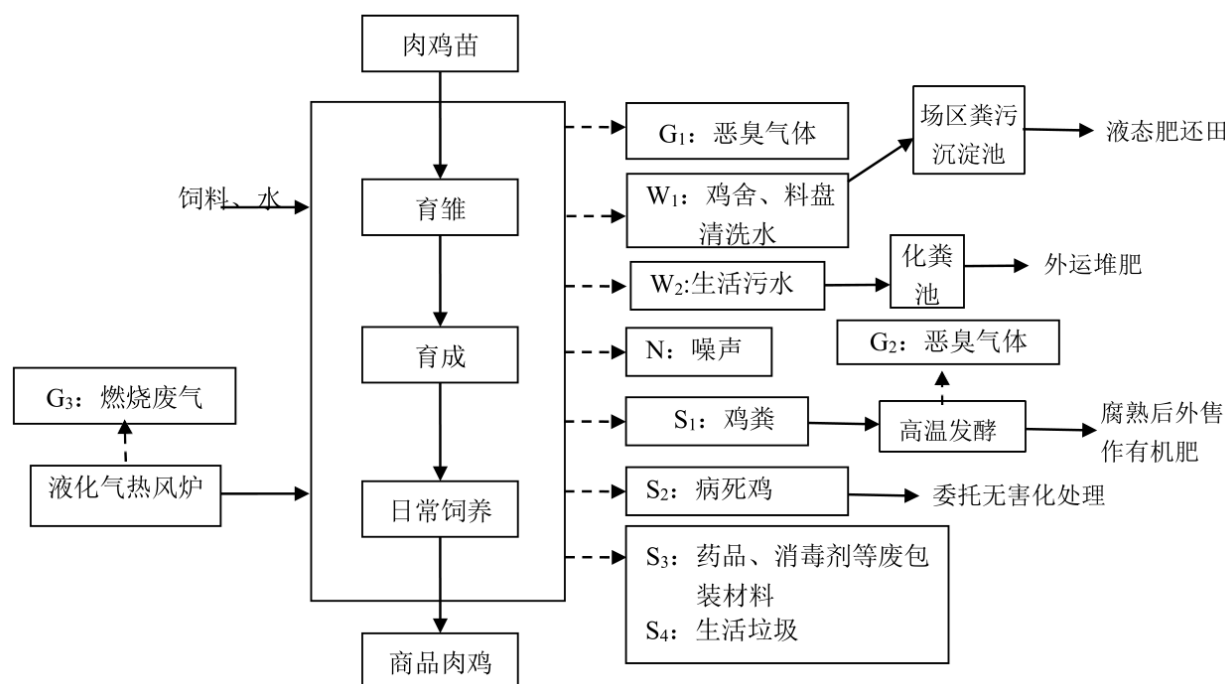 肉鸡苗
G₁：恶臭气体
场区粪污
沉淀池
液态肥还田
饲料、水
育雏
W₁：鸡舍、料盘
清洗水
W₂:生活污水
化粪
池
外运堆肥
育成
N：噪声
G₂：恶臭气体
G₃：燃烧废气
S₁：鸡粪
高温发酵
腐熟后外售
作有机肥
液化气热风炉
日常饲养
S₂：病死鸡
委托无害化处理
S₃：药品、消毒剂等废包
装材料
S₄：生活垃圾
商品肉鸡